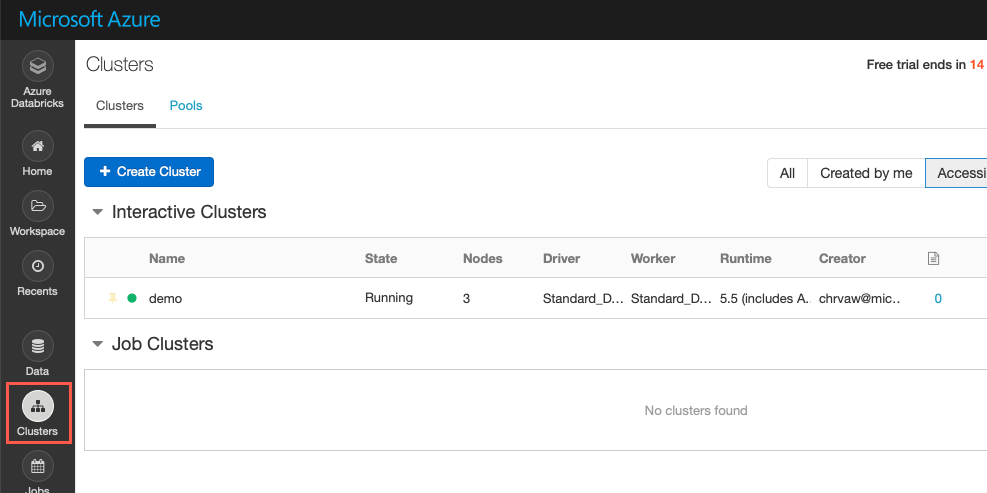 Microsoft Azure
Azure
Databricks
Home
Workspace
Recents
Data
Clusters
Jobs
Clusters
Free trial ends in 14
Clusters Pools
+ Create Cluster
All Created by me Accessi
Interactive Clusters
Name State Nodes Driver Worker Runtime Creator
demo Running 3 Standard_D... Standard_D... 5.5 (includes A.. chrvaw@mic.. 0
Job Clusters
No clusters found